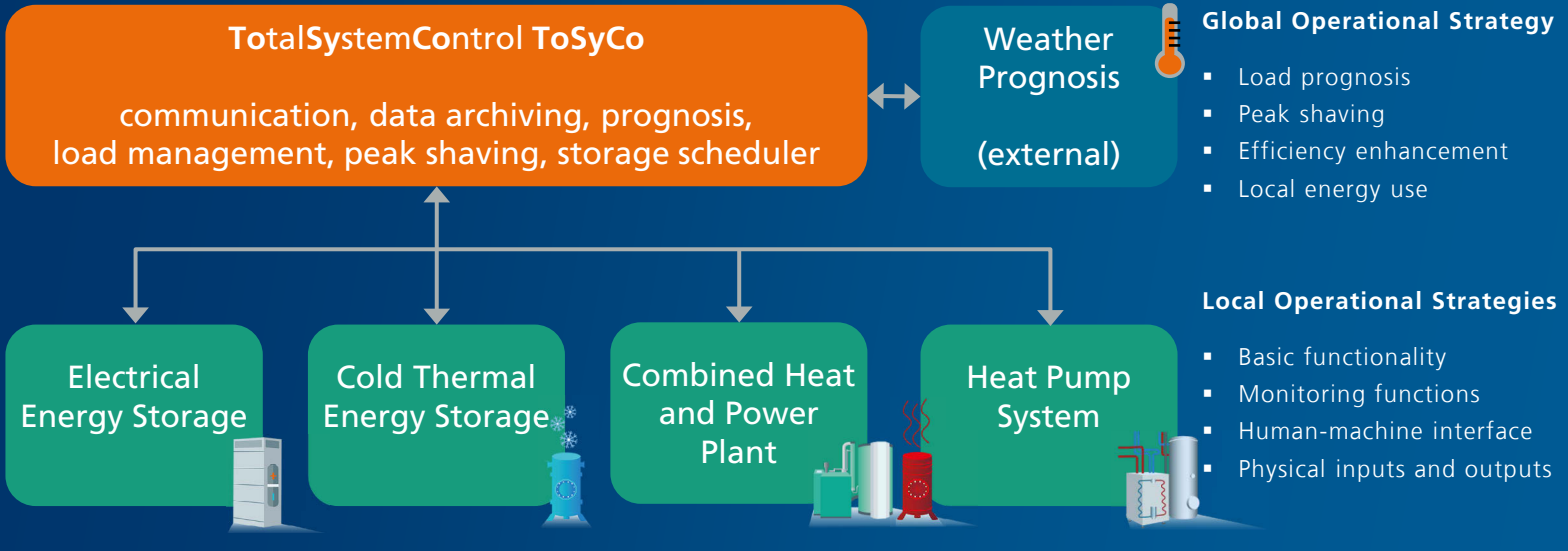 TotalSystemControl ToSyCo
communication, data archiving, prognosis,
load management, peak shaving, storage scheduler
Weather
Prognosis
(external)
Global Operational Strategy
▪ Load prognosis
▪ Peak shaving
▪ Efficiency enhancement
▪ Local energy use
Electrical
Energy Storage
Cold Thermal
Energy Storage
Combined Heat
and Power
Plant
Heat Pump
System
Local Operational Strategies
▪ Basic functionality
▪ Monitoring functions
▪ Human-machine interface
▪ Physical inputs and outputs